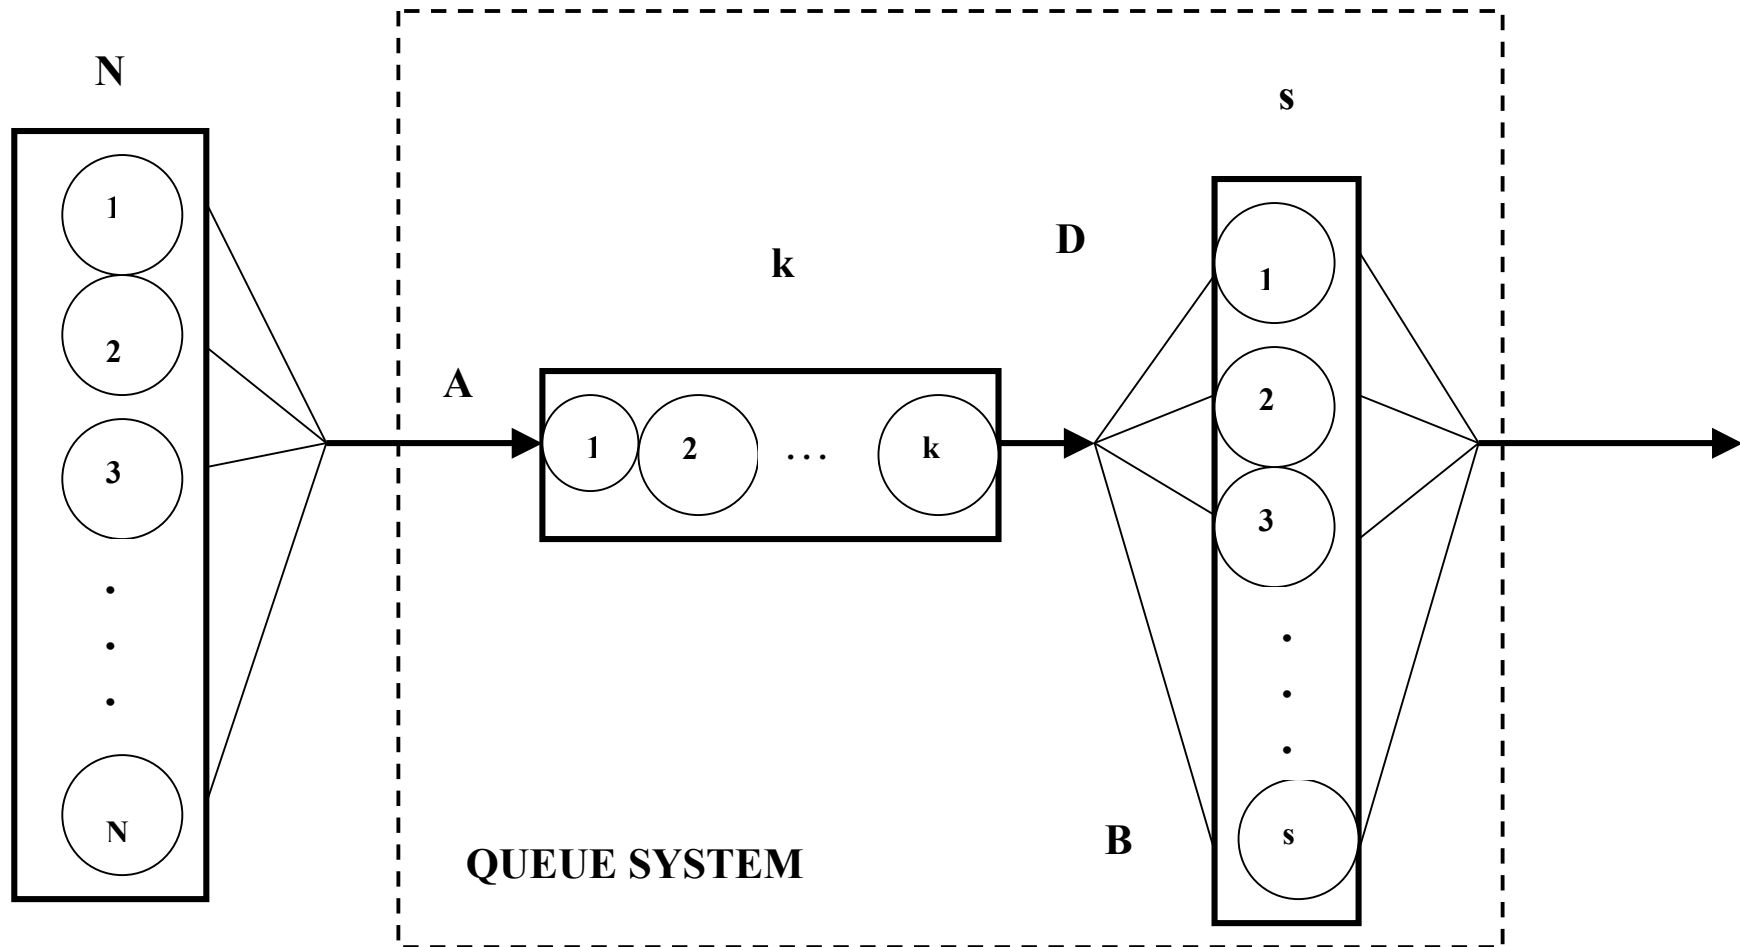 N
s
1
2
3
.
.
.
N
A
k
1
2
. . .
k
D
1
2
3
.
.
.
s
B
QUEUE SYSTEM